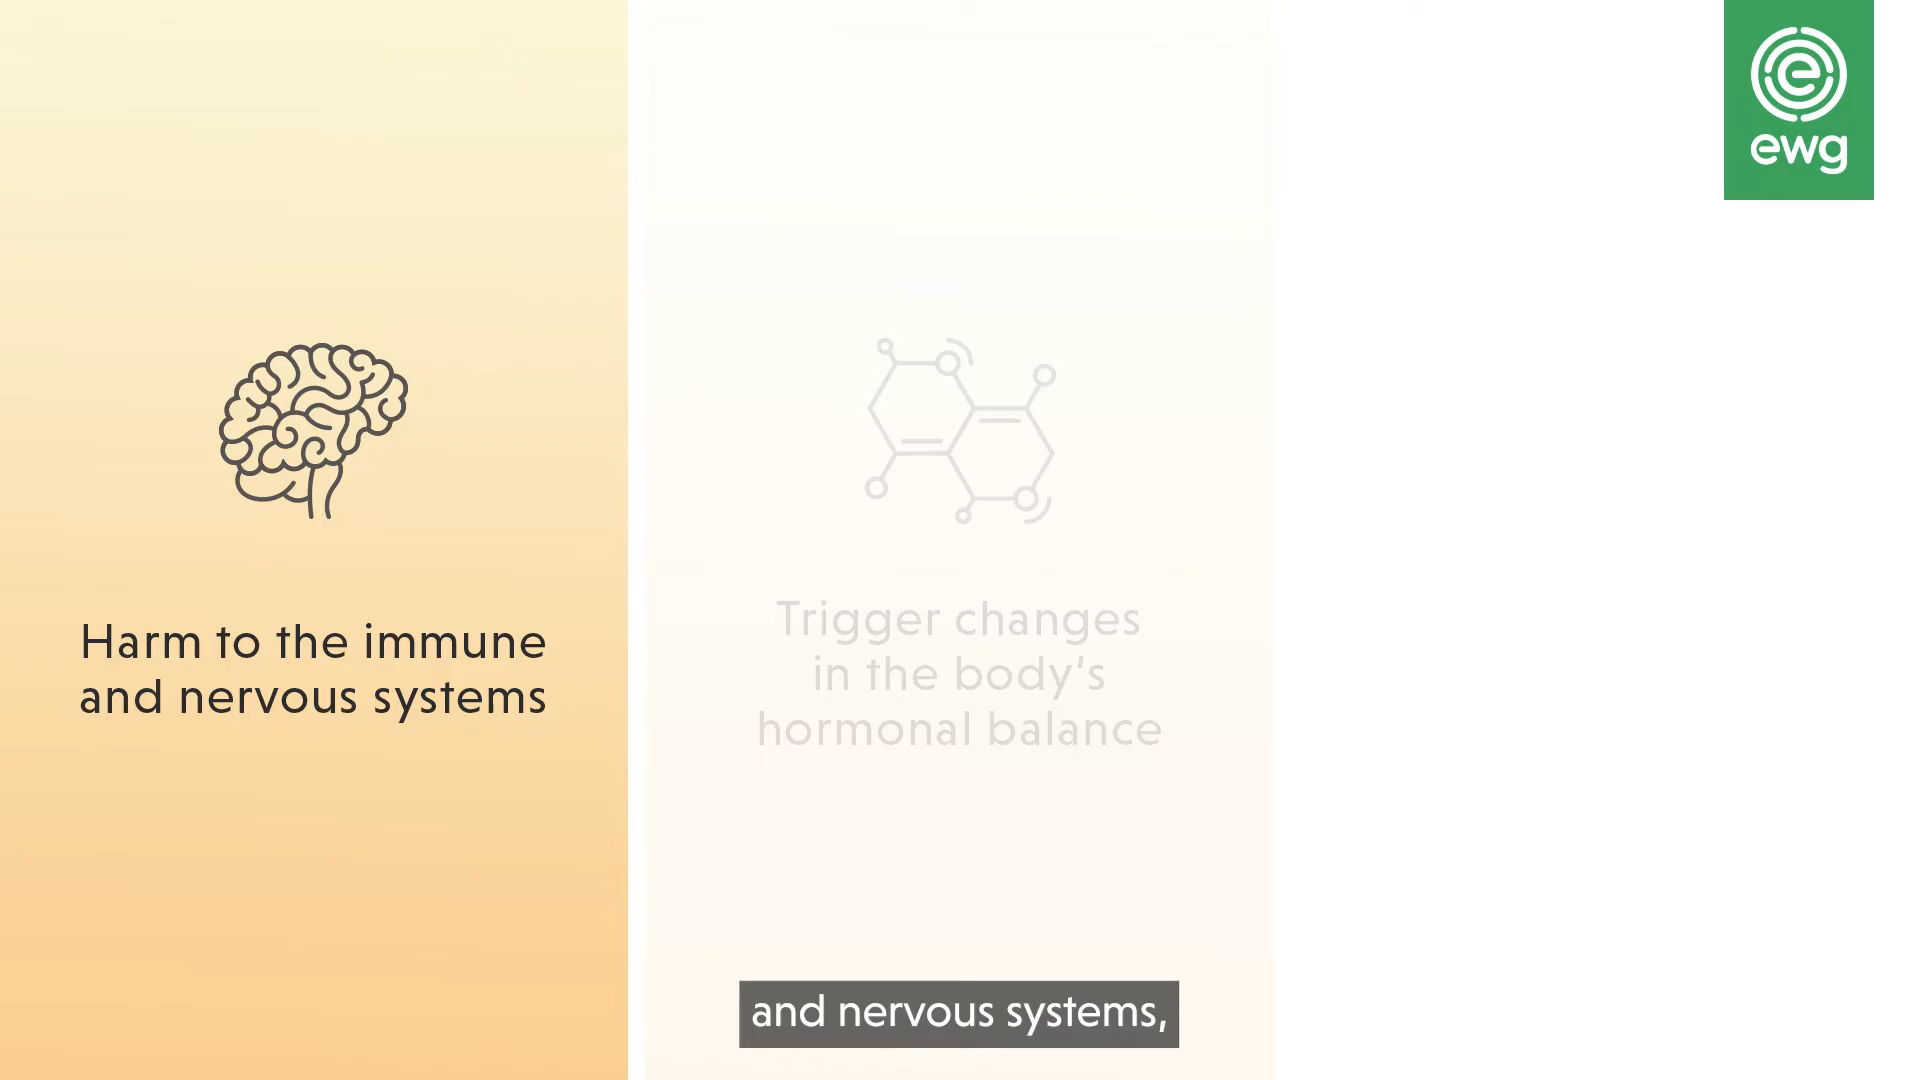 ewg
Harm to the immune
and nervous systems
Trigger changes
in the body's
hormonal balance
and nervous systems,